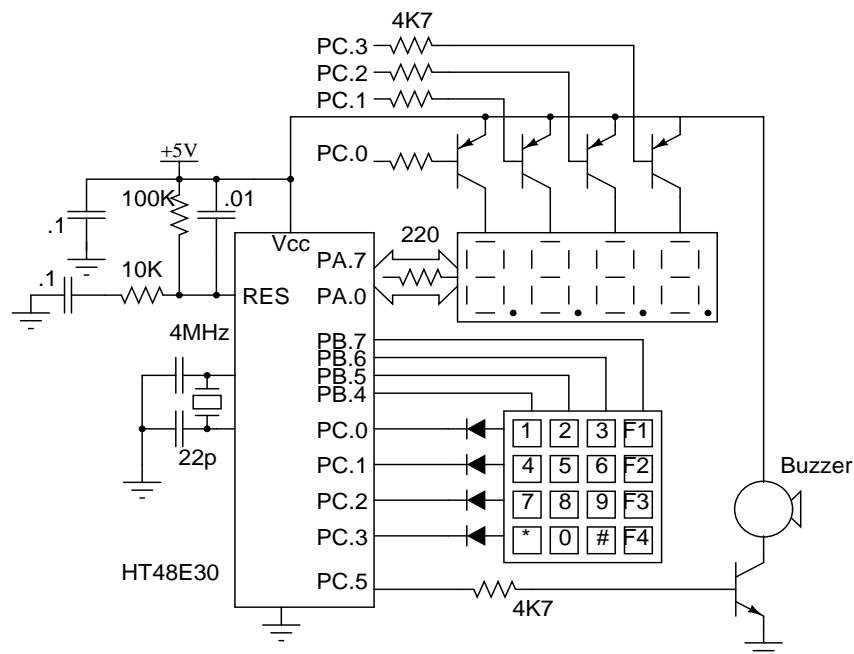 4K7
PC.3
PC.2
PC.1
PC.0
+5V
100K
.01
.1
Vcc
220
PA.7
.1
10K
RES
PA.0
4MHz
PB.7
PB.6
PB.5
PB.4
PC.0
1 2 3 F1
22p
PC.1
4 5 6 F2
Buzzer
PC.2
7 8 9 F3
PC.3
* 0 # F4
HT48E30
PC.5
4K7